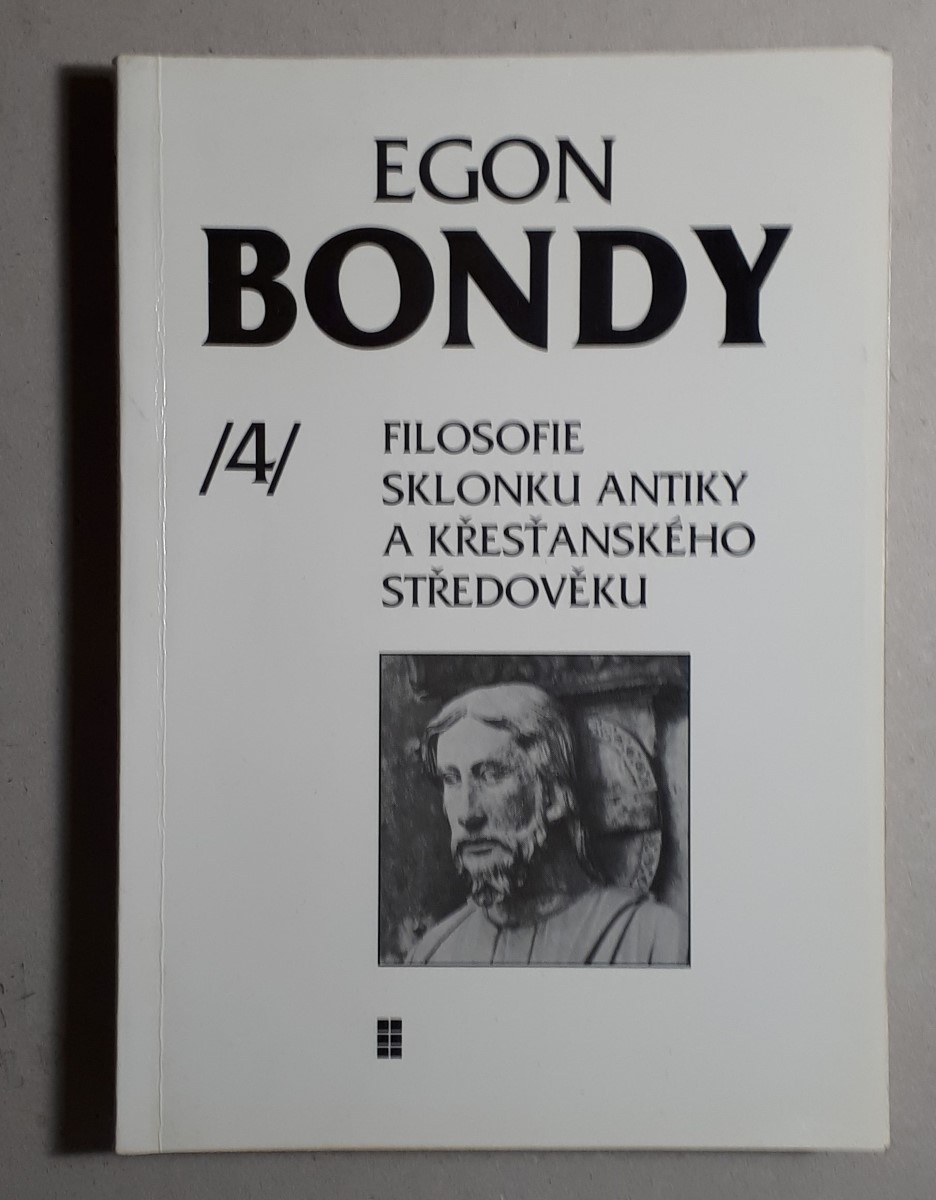 EGON
BONDY
/4/
FILOSOFIE
SKLONKU ANTIKY
A KŘESŤANSKÉHO
STŘEDOVĚKU